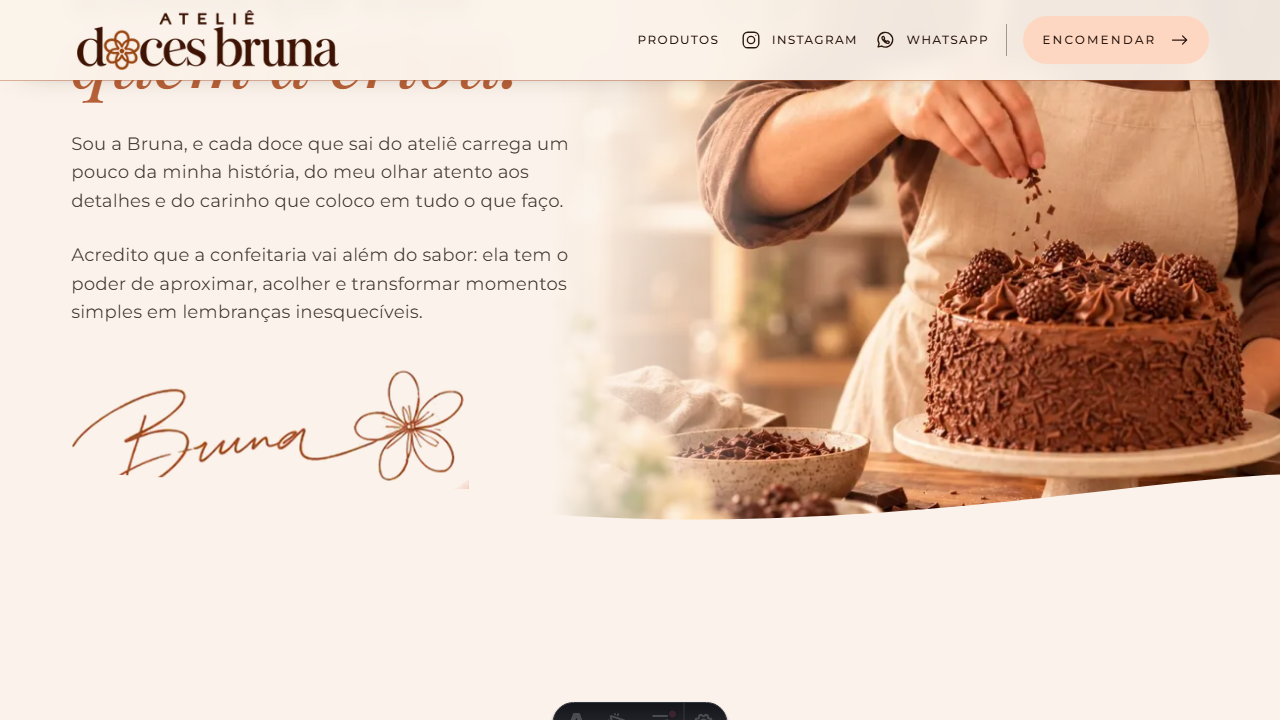 ATELIÊ
doces bruna
PRODUTOS
INSTAGRAM
WHATSAPP
ENCOMENDAR
quem a criou.
Sou a Bruna, e cada doce que sai do ateliê carrega um
pouco da minha história, do meu olhar atento aos
detalhes e do carinho que coloco em tudo o que faço.
Acredito que a confeitaria vai além do sabor: ela tem o
poder de aproximar, acolher e transformar momentos
simples em lembranças inesquecíveis.
Bruna